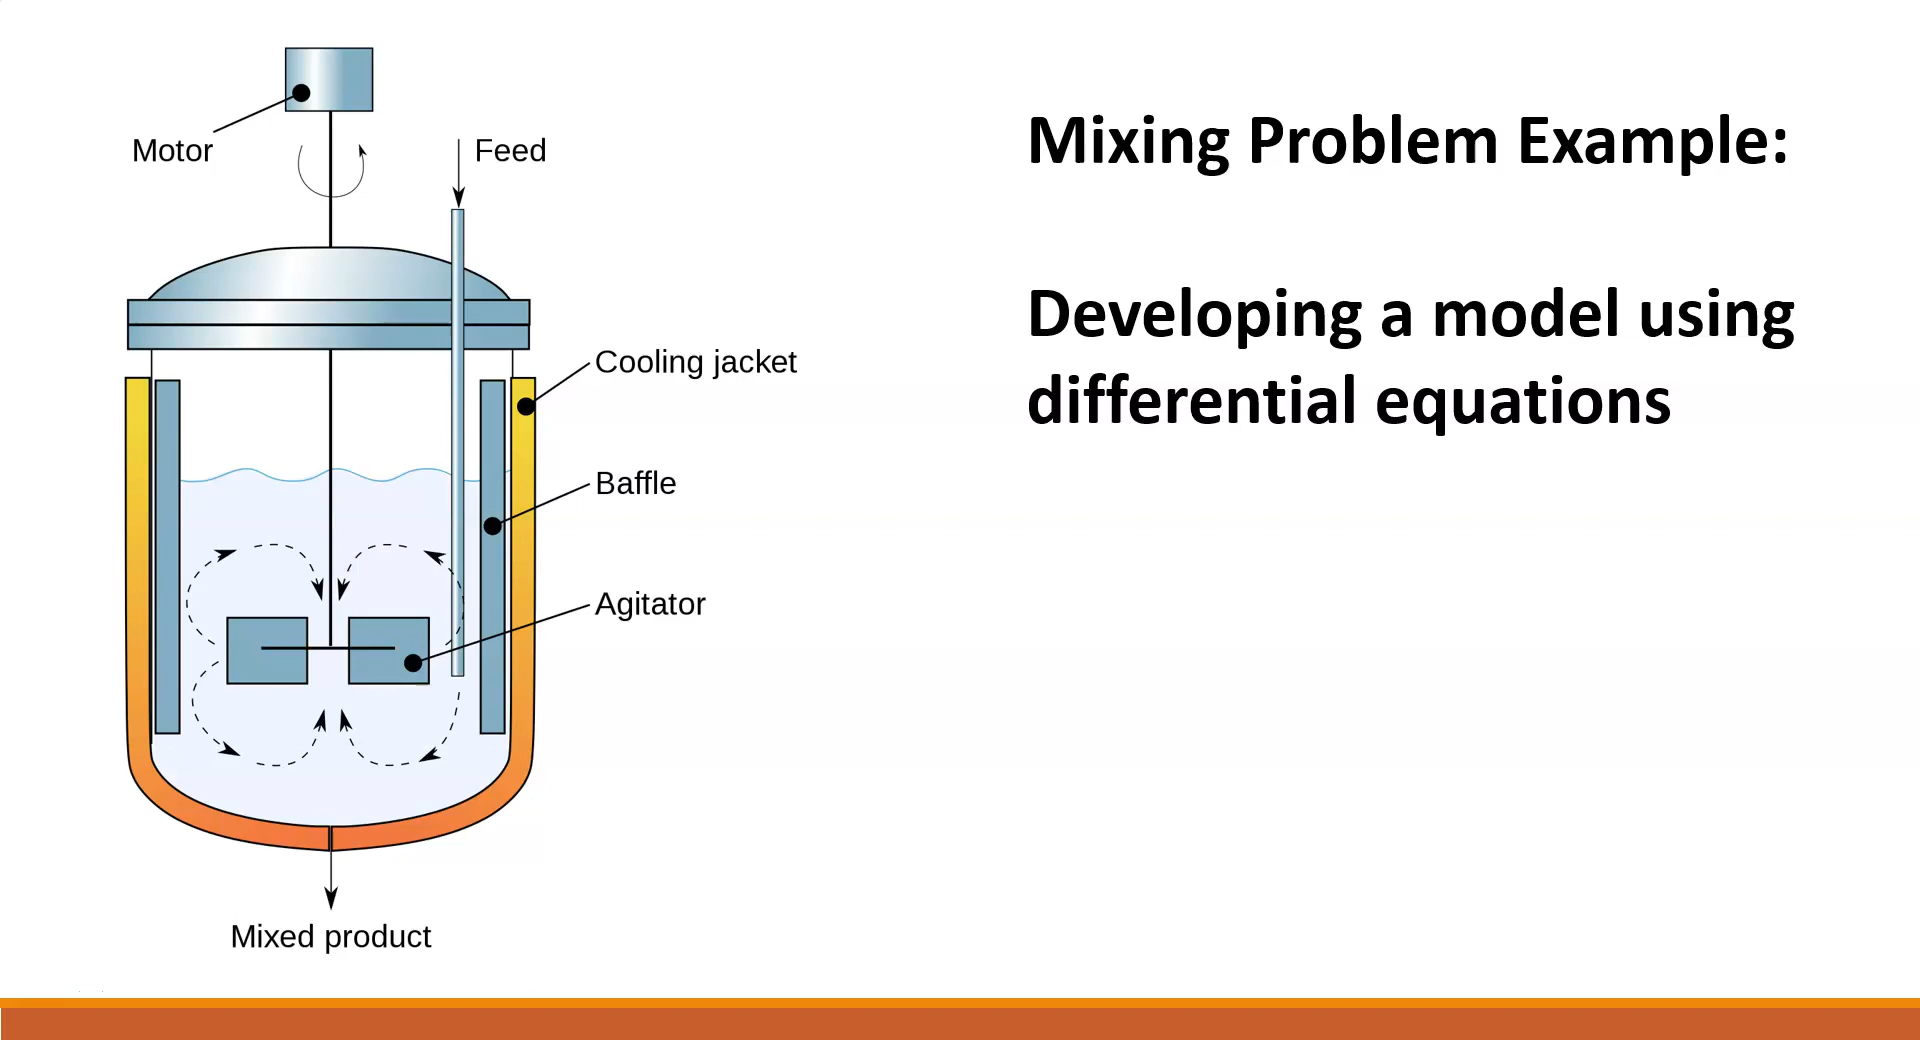 Motor
Feed
Cooling jacket
Baffle
Agitator
Mixed product
Mixing Problem Example:
Developing a model using
differential equations